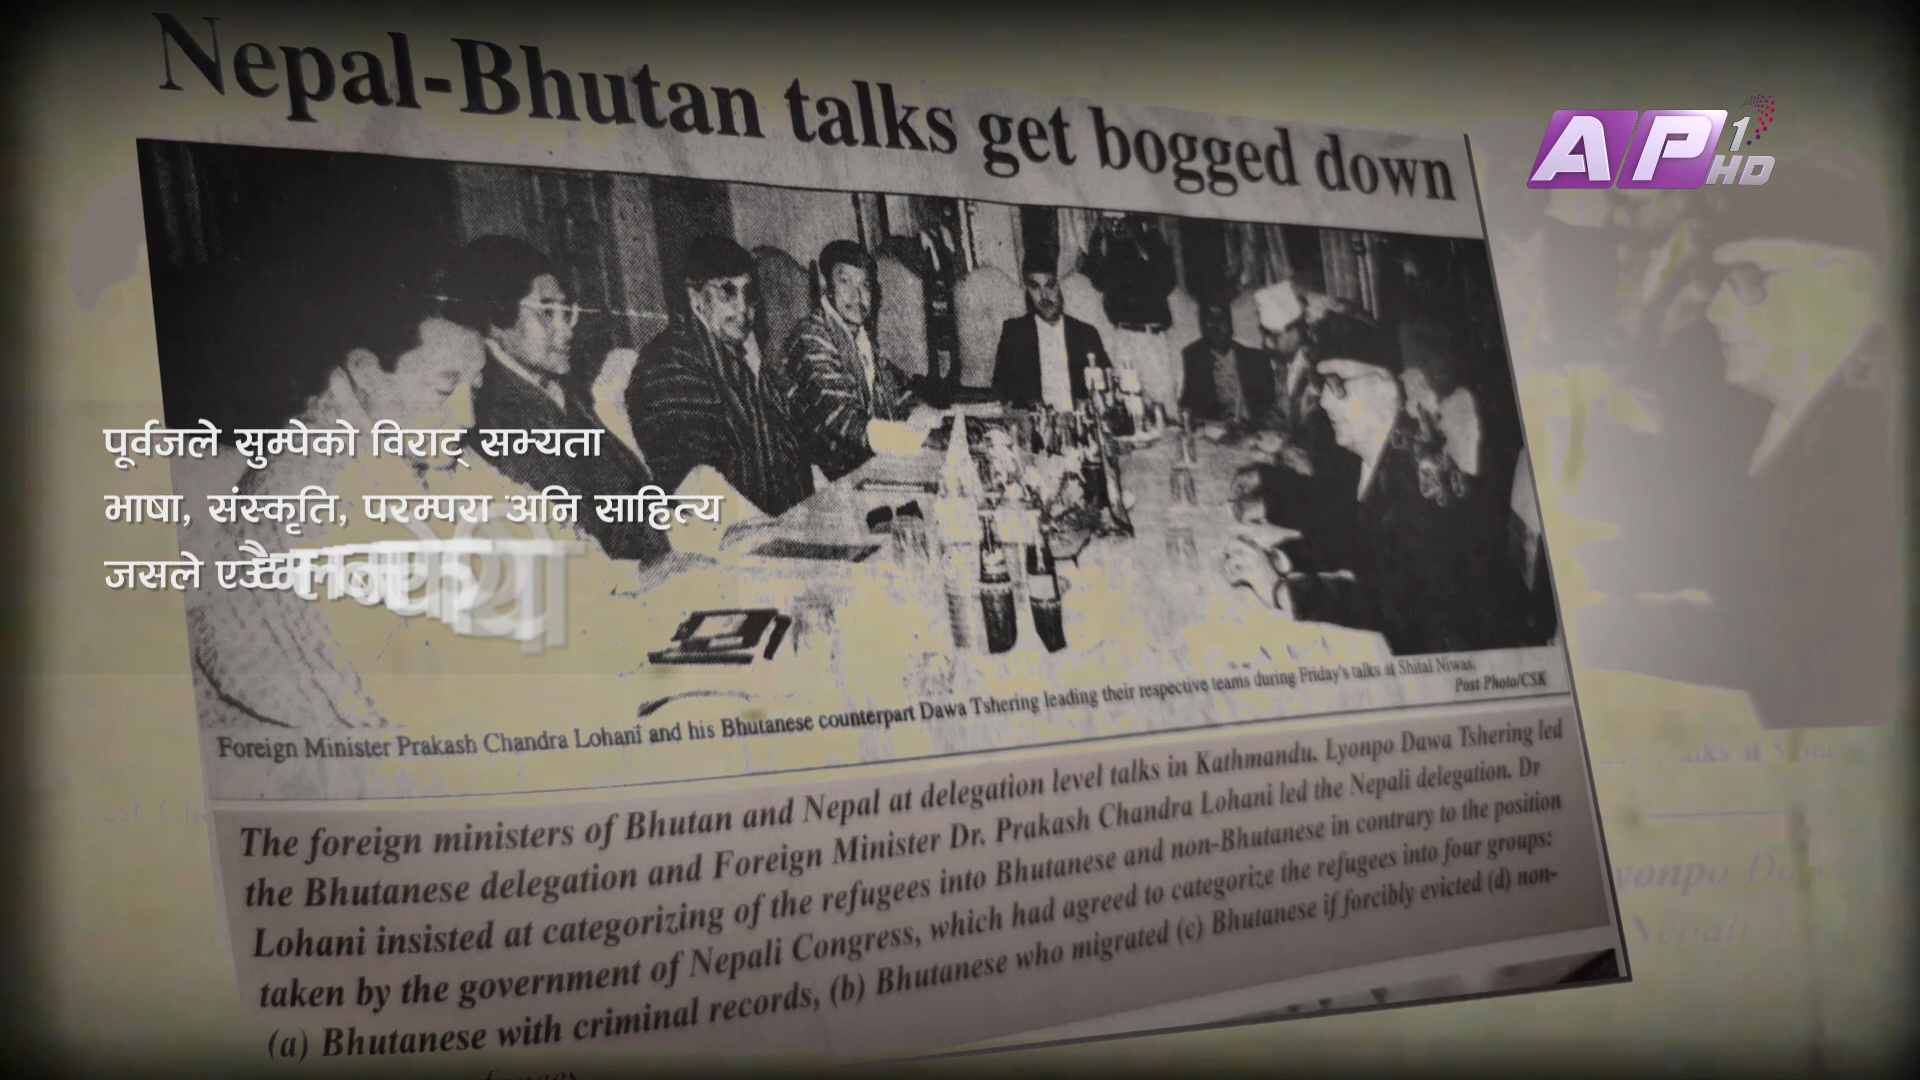 Nepal-Bhutan talks get bogged down
AP1 HD
पूर्वजले सुम्पेको विराट् सभ्यता
भाषा, संस्कृति, परम्परा अनि साहित्य
जसले
Foreign Minister Prakash Chandra Lohani and his Bhutanese counterpart Dawa Tshering leading their respective teams during Friday's talks at Shital Niwas.
Post Photo/CSK
The foreign ministers of Bhutan and Nepal at delegation level talks in Kathmandu. Lyonpo Dawa Tshering led
the Bhutanese delegation and Foreign Minister Dr. Prakash Chandra Lohani led the Nepali delegation. Dr
Lohani insisted at categorizing of the refugees into Bhutanese and non-Bhutanese in contrary to the position
taken by the government of Nepali Congress, which had agreed to categorize the refugees into four groups:
(a) Bhutanese with criminal records, (b) Bhutanese who migrated (c) Bhutanese if forcibly evicted (d) non-